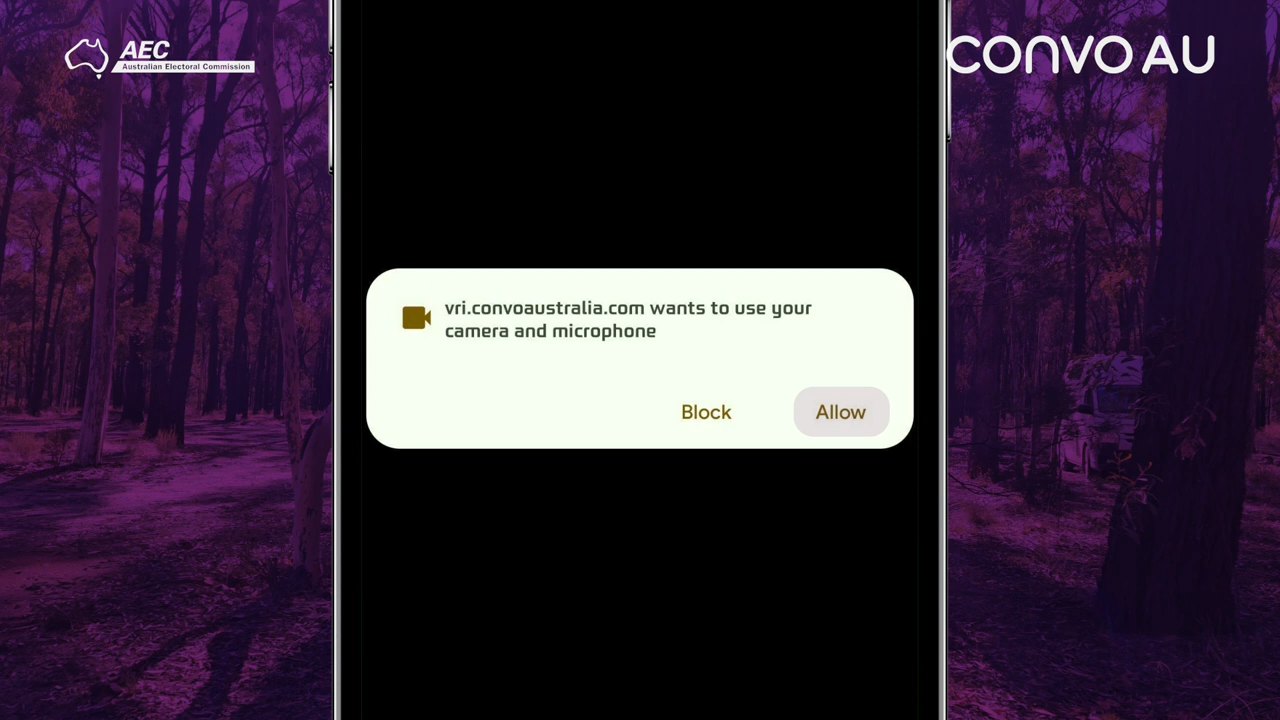 AEC
Australian Electoral Commission
CONVO AU
vri.convoaustralia.com wants to use your
camera and microphone
Block
Allow